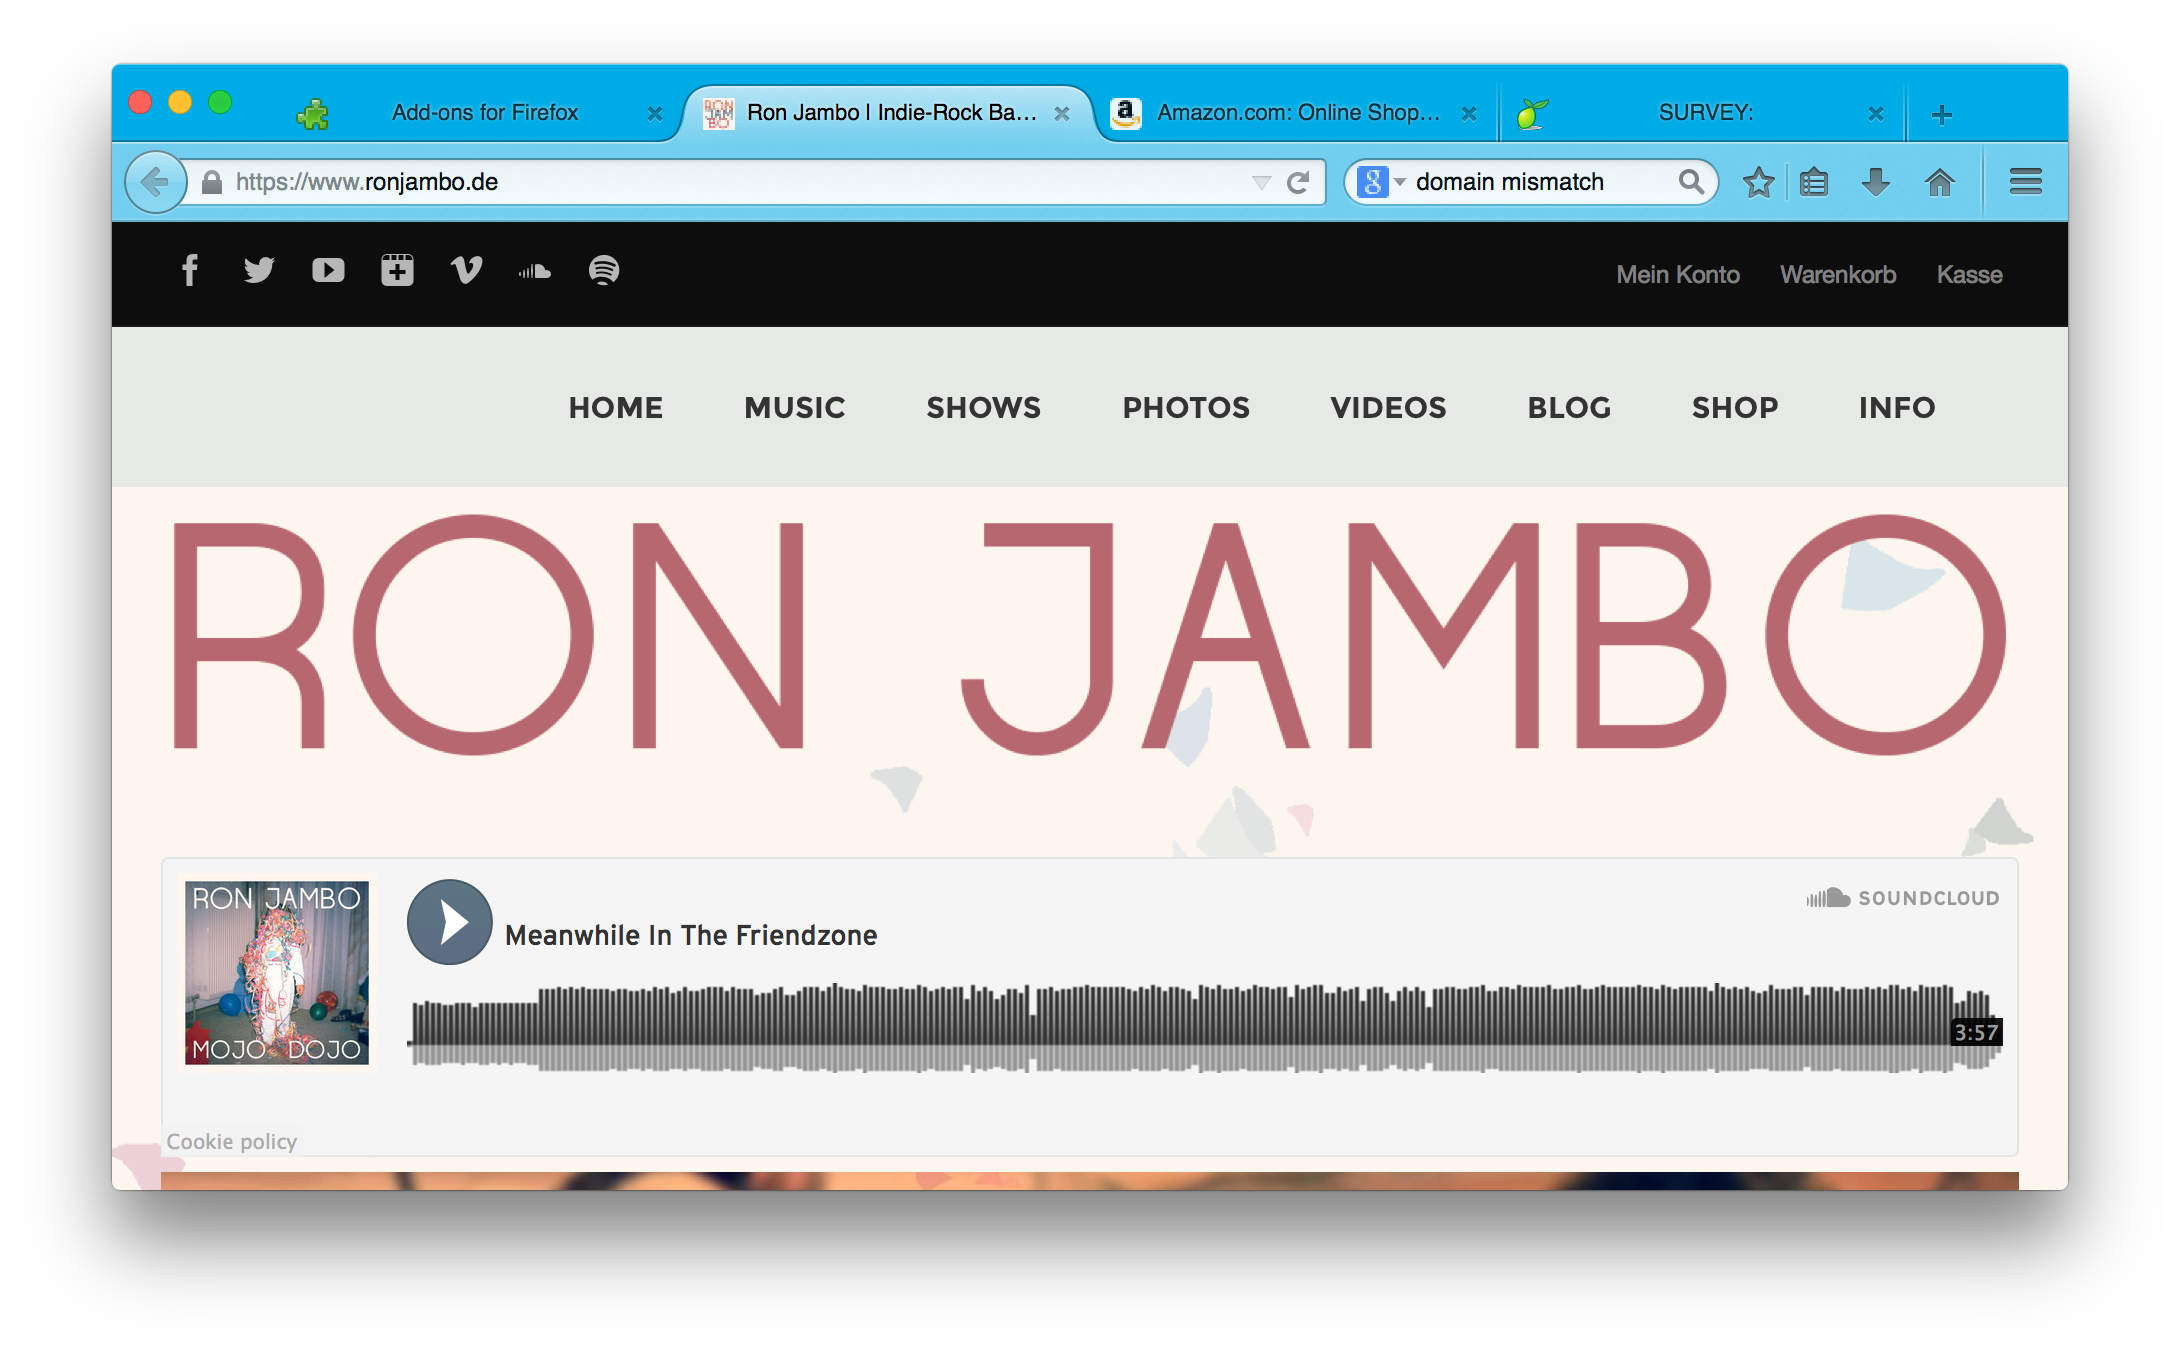 Add-ons for Firefox
Ron Jambo | Indie-Rock Ba...
Amazon.com: Online Shop...
SURVEY:
https://www.ronjambo.de
domain mismatch
Mein Konto Warenkorb Kasse
HOME MUSIC SHOWS PHOTOS VIDEOS BLOG SHOP INFO
RON JAMBO
RON JAMBO
MOJO DOJO
Meanwhile In The Friendzone
SOUNDCLOUD
3:57
Cookie policy